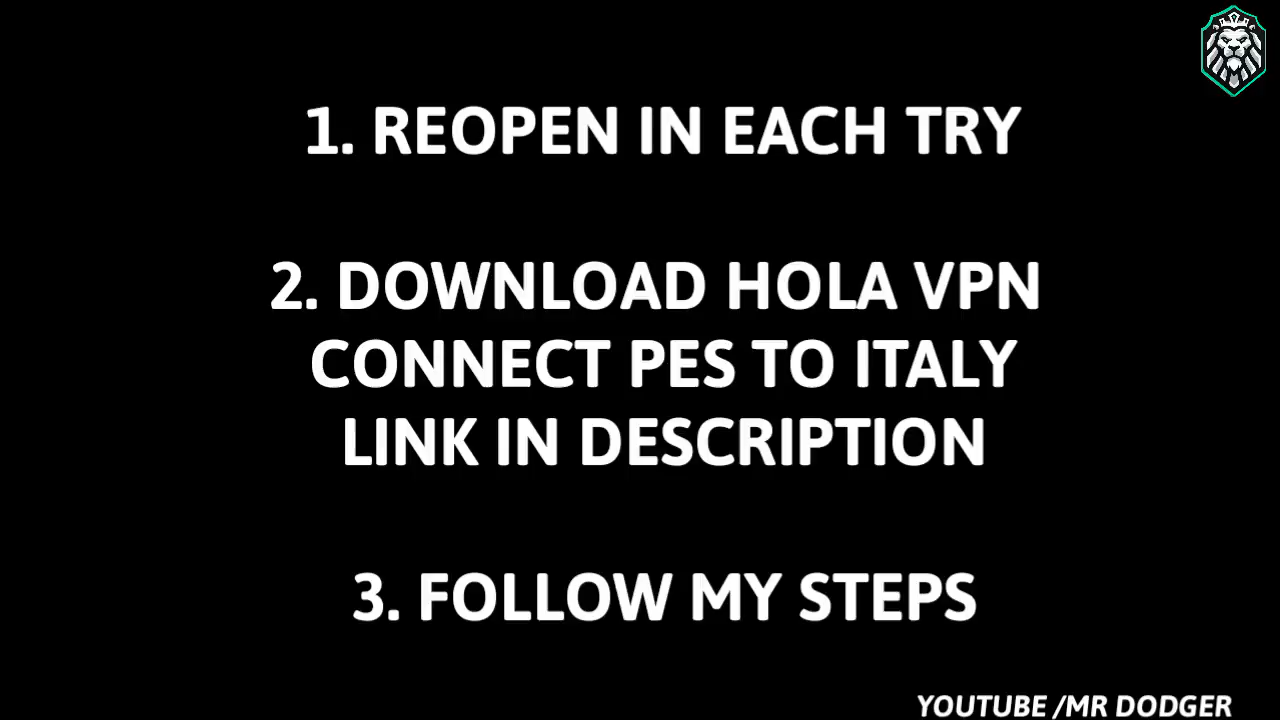 1. REOPEN IN EACH TRY
2. DOWNLOAD HOLA VPN
CONNECT PES TO ITALY
LINK IN DESCRIPTION
3. FOLLOW MY STEPS
YOUTUBE /MR DODGER